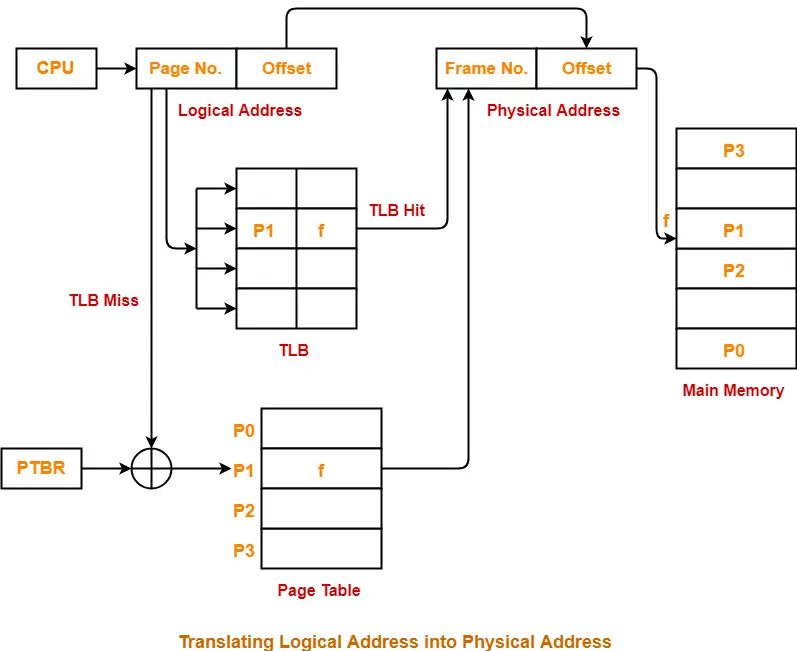 CPU
Page No.
Offset
Frame No.
Offset
Logical Address
Physical Address
P3
TLB Hit
P1
f
f
P1
P2
TLB Miss
TLB
P0
Main Memory
P0
PTBR
P1
f
P2
P3
Page Table
Translating Logical Address into Physical Address